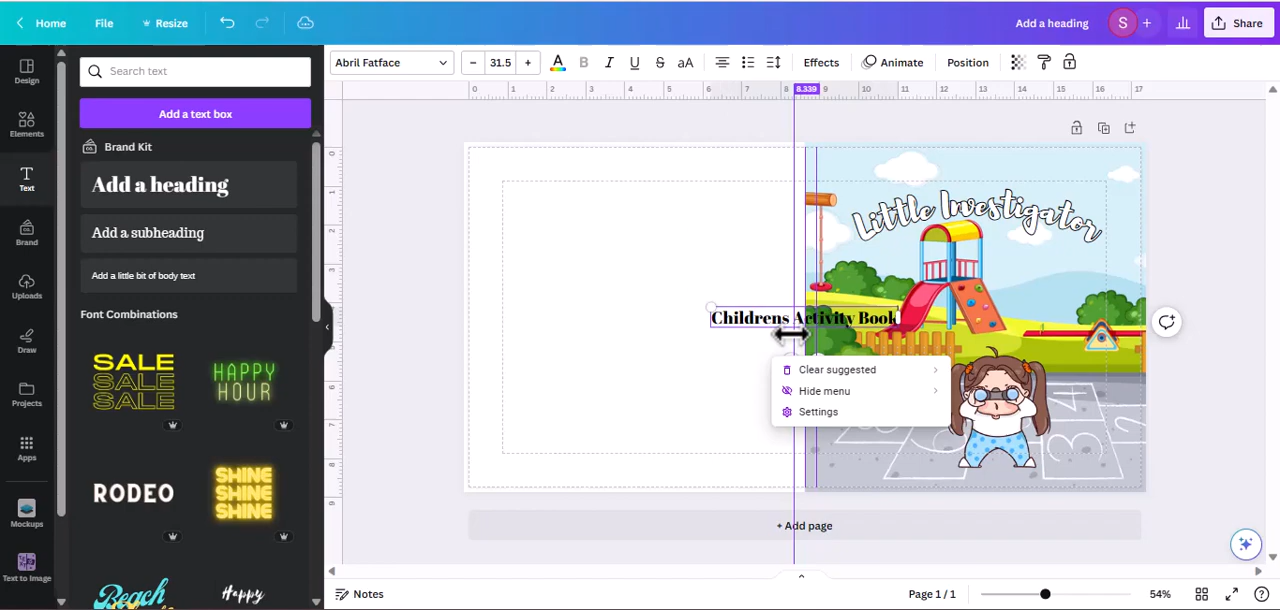 Home File Resize Add a heading S + Share
Abril Fatface − 31.5 + A B I U S aA Effects Animate Position
Design
Elements
Text
Brand
Uploads
Draw
Projects
Apps
Mockups
Text to Image
Search text
Add a text box
Brand Kit
Add a heading
Add a subheading
Add a little bit of body text
Font Combinations
SALE
SALE
SALE
HAPPY
HOUR
RODEO
SHINE
SHINE
SHINE
Beach
Happy
0 1 2 3 4 5 6 7 8 8.339 9 10 11 12 13 14 15 16 17
Little Investigator
Childrens Activity Book
Clear suggested
Hide menu
Settings
+ Add page
Notes Page 1 / 1 54%